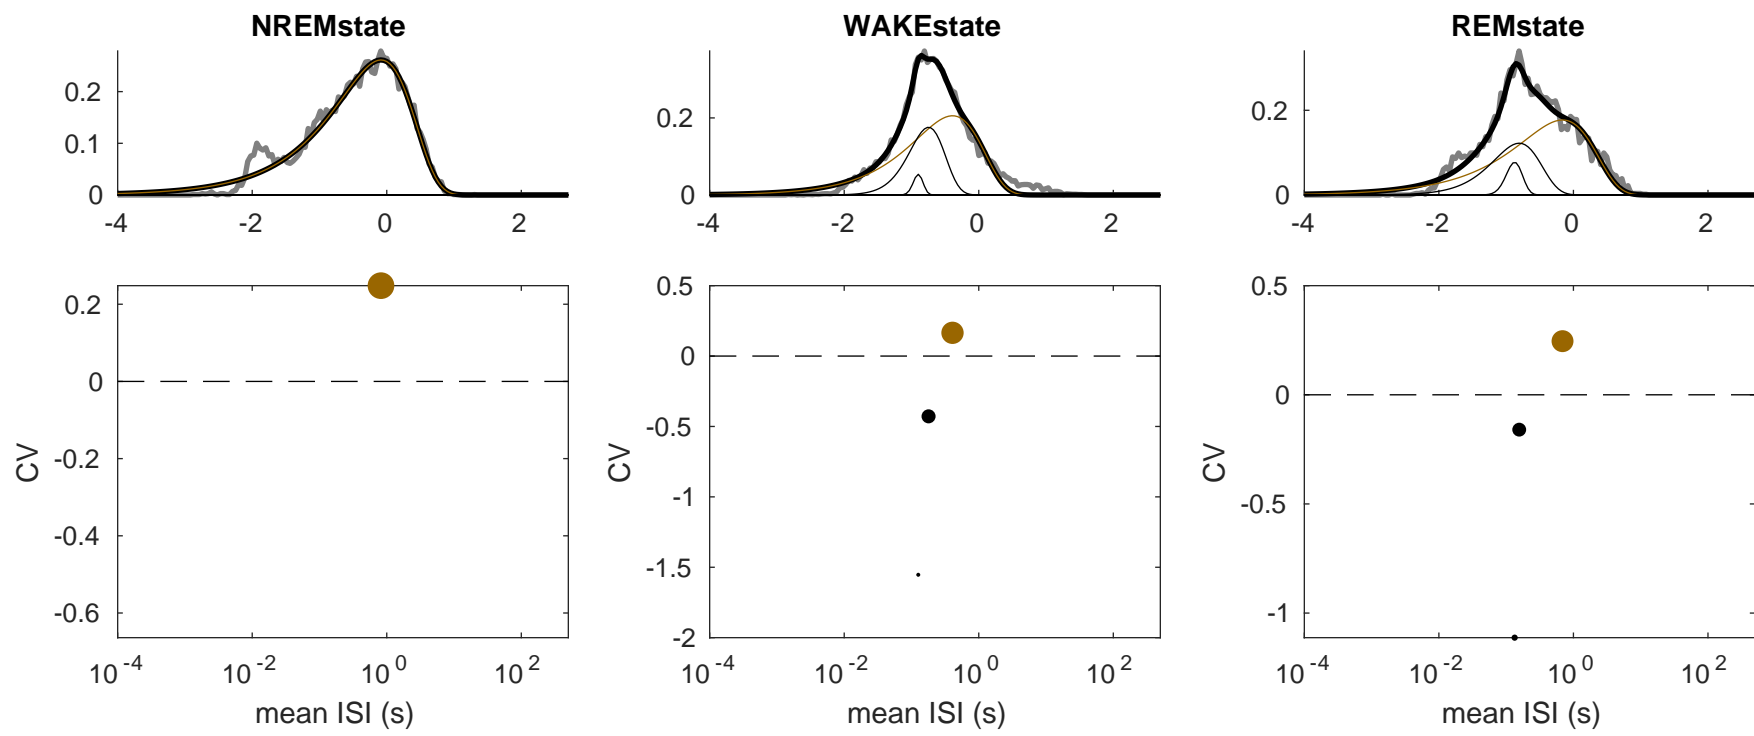 NREMstate WAKEstate REMstate
0.2 0.2 0.2
0.1
0 0 0
-4 -2 0 2 -4 -2 0 2 -4 -2 0 2
0.2 0.5 0.5
0 0 0
-0.2 -0.5 -0.5
-0.4 -1 -1
-0.6 -1.5
-2
CV CV CV
10^-4 10^-2 10^0 10^2 10^-4 10^-2 10^0 10^2 10^-4 10^-2 10^0 10^2
mean ISI (s) mean ISI (s) mean ISI (s)